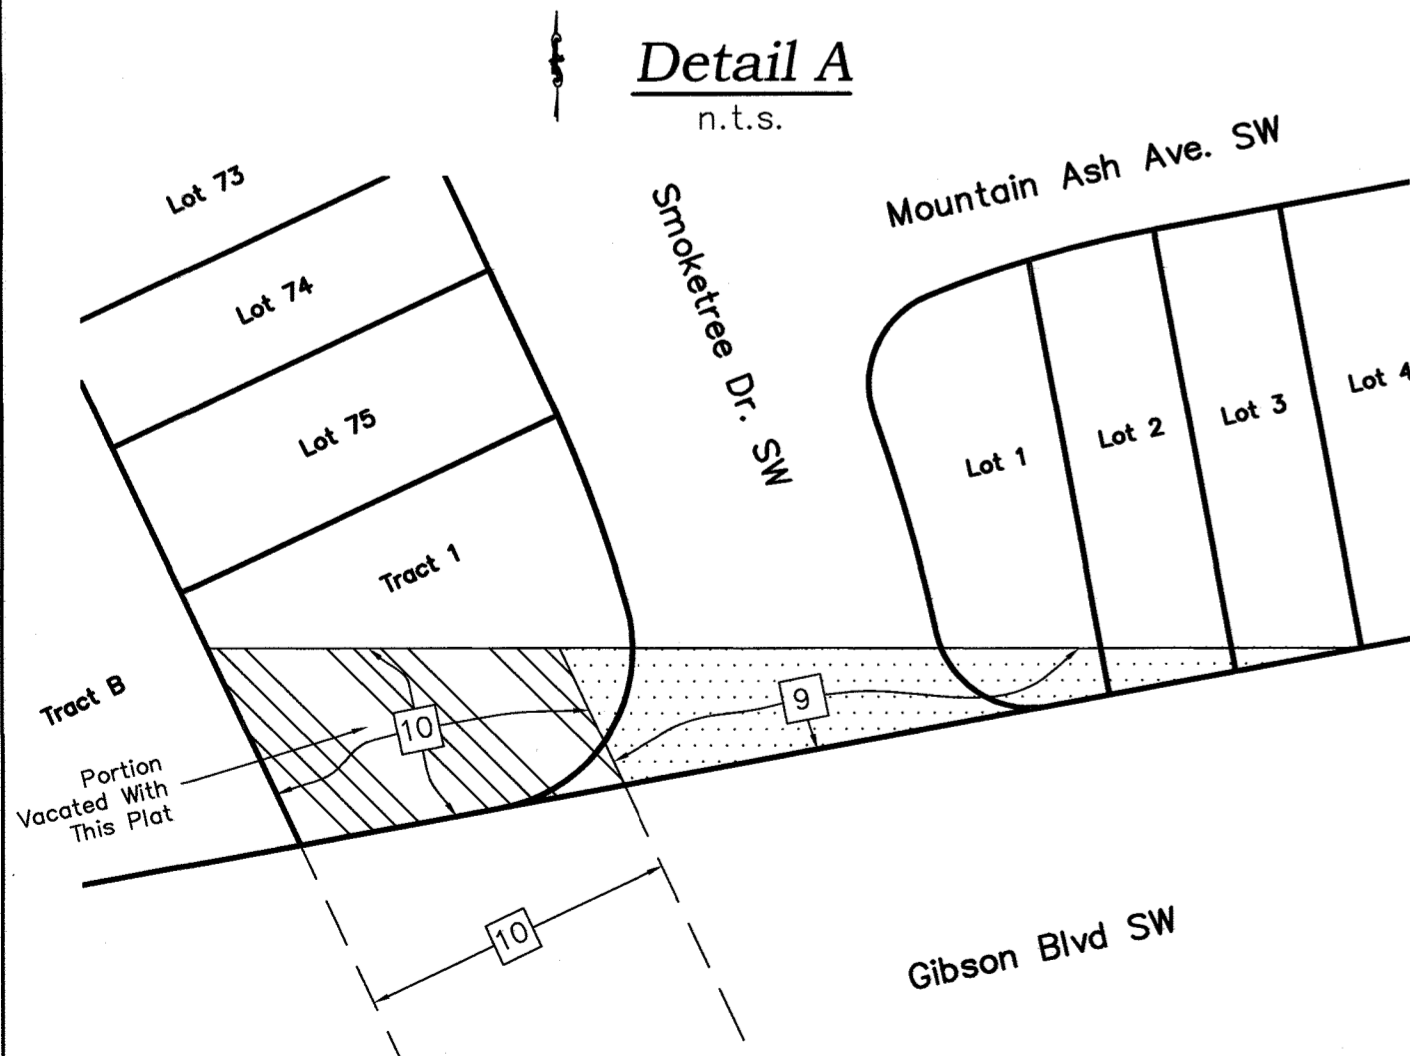 Detail A
n.t.s.
Mountain Ash Ave. SW
Lot 73
Smoketree Dr. SW
Lot 74
Lot 75
Lot 1
Lot 2
Lot 3
Lot 4
Tract 1
Tract B
9
10
Portion
Vacated With
This Plat
10
Gibson Blvd SW